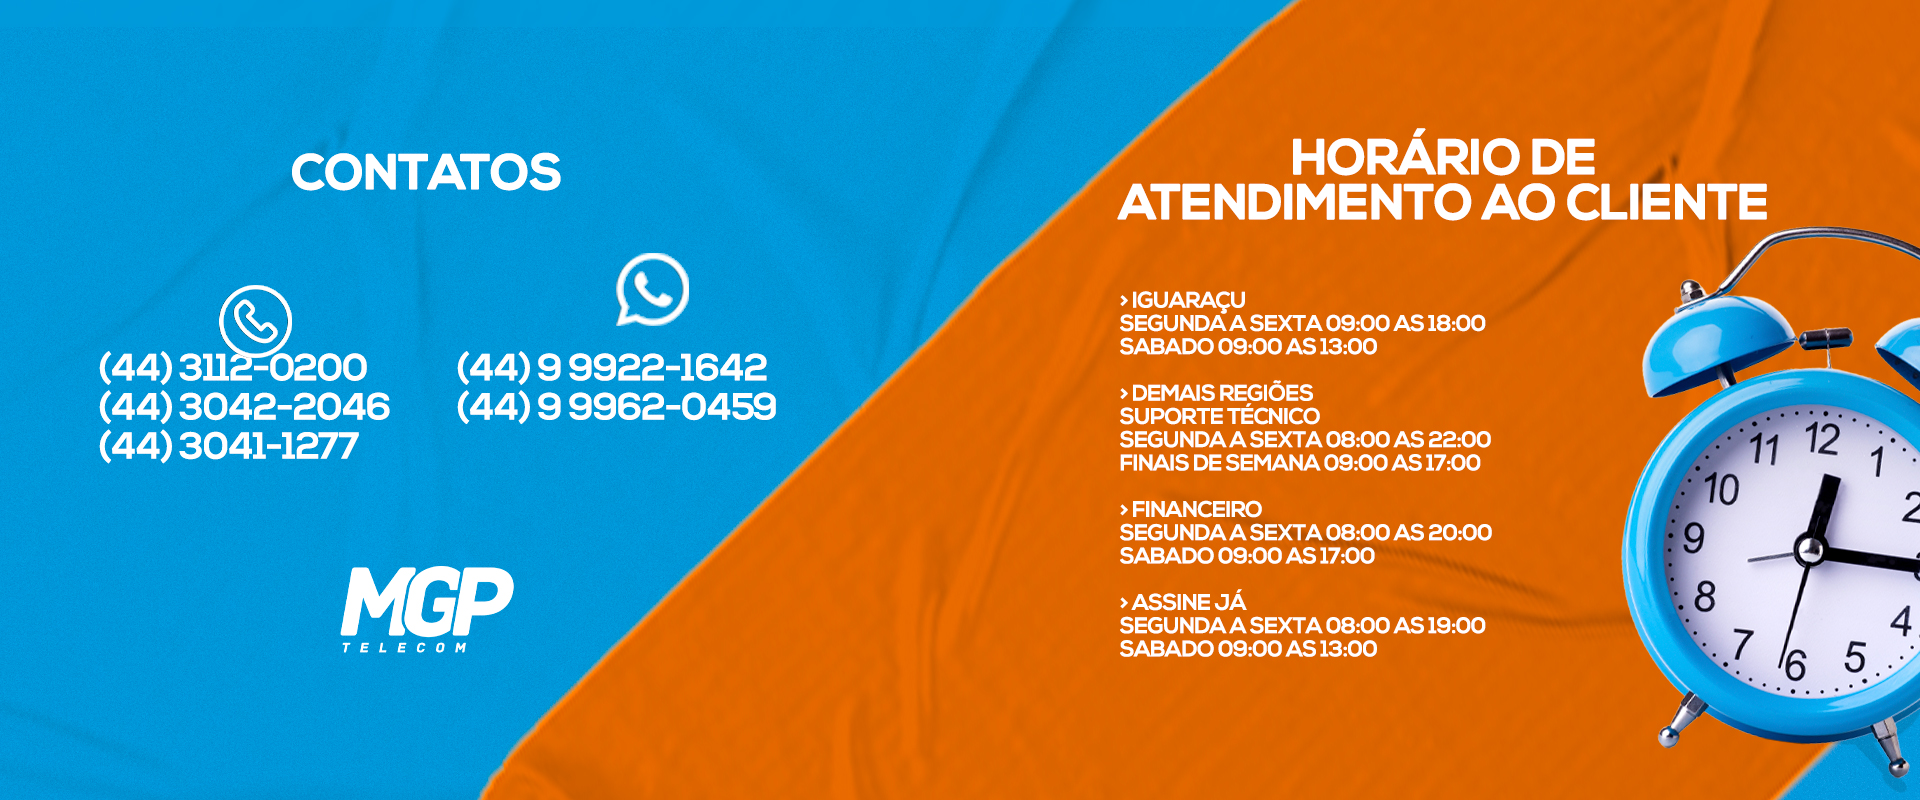 CONTATOS
(44) 3112-0200
(44) 3042-2046
(44) 3041-1277
(44) 9 9922-1642
(44) 9 9962-0459
MGP
TELECOM
HORÁRIO DE
ATENDIMENTO AO CLIENTE
> IGUARAÇU
SEGUNDA A SEXTA 09:00 AS 18:00
SABADO 09:00 AS 13:00
> DEMAIS REGIÕES
SUPORTE TÉCNICO
SEGUNDA A SEXTA 08:00 AS 22:00
FINAIS DE SEMANA 09:00 AS 17:00
> FINANCEIRO
SEGUNDA A SEXTA 08:00 AS 20:00
SABADO 09:00 AS 17:00
> ASSINE JÁ
SEGUNDA A SEXTA 08:00 AS 19:00
SABADO 09:00 AS 13:00
12
1
2
4
5
6
7
8
9
10
11